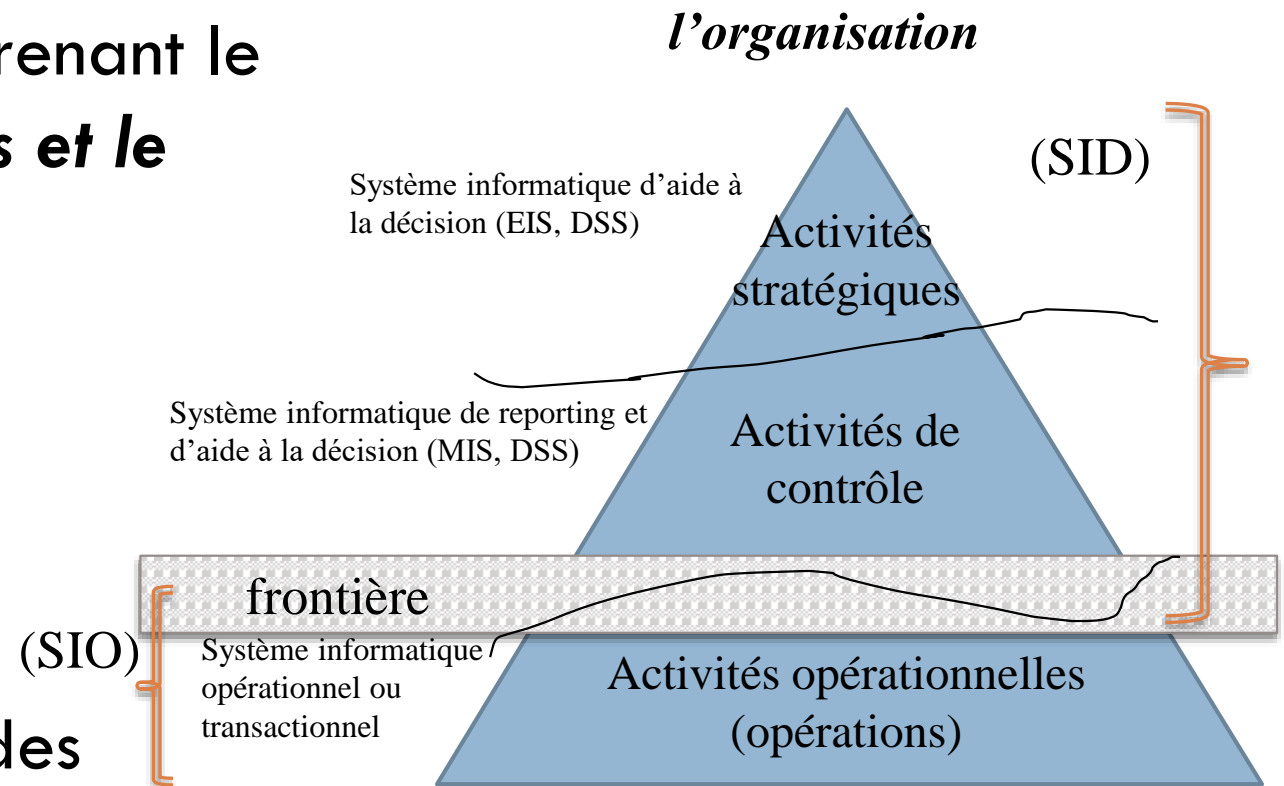 renant le
s et le
des
l’organisation
(SID)
Système informatique d’aide à
la décision (EIS, DSS)
Activités
stratégiques
Système informatique de reporting et
d’aide à la décision (MIS, DSS)
Activités de
contrôle
frontière
(SIO)
Système informatique
opérationnel ou
transactionnel
Activités opérationnelles
(opérations)